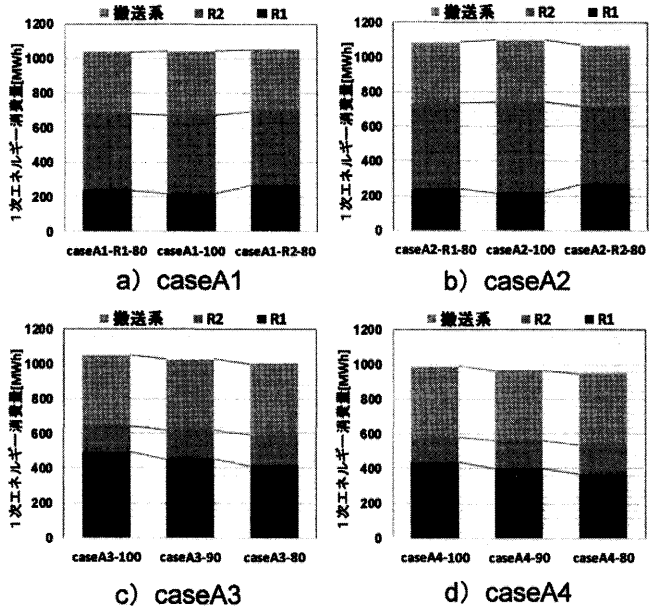 搬送系 R2 R1
1次エネルギー消費量[MWh]
1200
1000
800
600
400
200
0
caseA1-R1-80 caseA1-100 caseA1-R2-80
a) caseA1
搬送系 R2 R1
1次エネルギー消費量[MWh]
1200
1000
800
600
400
200
0
caseA2-R1-80 caseA2-100 caseA2-R2-80
b) caseA2
搬送系 R2 R1
1次エネルギー消費量[MWh]
1200
1000
800
600
400
200
0
caseA3-100 caseA3-90 caseA3-80
c) caseA3
搬送系 R2 R1
1次エネルギー消費量[MWh]
1200
1000
800
600
400
200
0
caseA4-100 caseA4-90 caseA4-80
d) caseA4